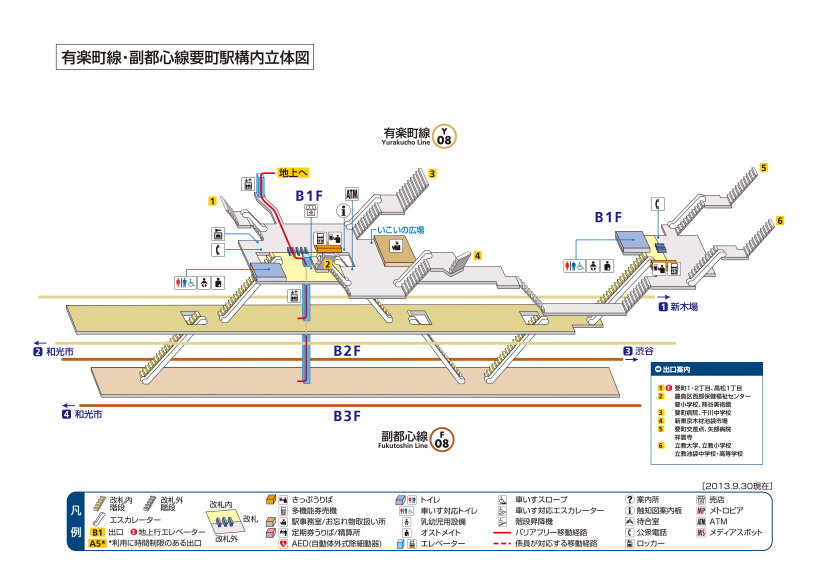 有楽町線・副都心線要町駅構内立体図
有楽町線 Y 08
Yurakucho Line
地上へ
3
5
B1F
ATM
1
B1F
6
いこいの広場
2
4
1 新木場
2 和光市
B2F
3 渋谷
4 和光市
B3F
副都心線 F 08
Fukutoshin Line
出口案内
1 E 要町1・2丁目、高松1丁目
2 豊島区西部保健福祉センター
要小学校、熊谷美術館
3 要町病院、千川中学校
4 新東京木材池袋市場
5 要町交差点、矢部病院
祥雲寺
6 立教大学、立教小学校
立教池袋中学校・高等学校
[2013.9.30現在]
凡例
改札内階段
改札外階段
エスカレーター
B1 出口 E 地上行エレベーター
A5* *利用に時間制限のある出口
改札内
改札
改札外
きっぷうりば
多機能券売機
駅事務室/お忘れ物取扱い所
定期券うりば/精算所
AED(自動体外式除細動器)
トイレ
車いす対応トイレ
乳幼児用設備
オストメイト
エレベーター
車いすスロープ
車いす対応エスカレーター
階段昇降機
バリアフリー移動経路
係員が対応する移動経路
? 案内所
i 触知図案内板
待合室
公衆電話
ロッカー
売店
MP メトロピア
ATM ATM
MS メディアスポット